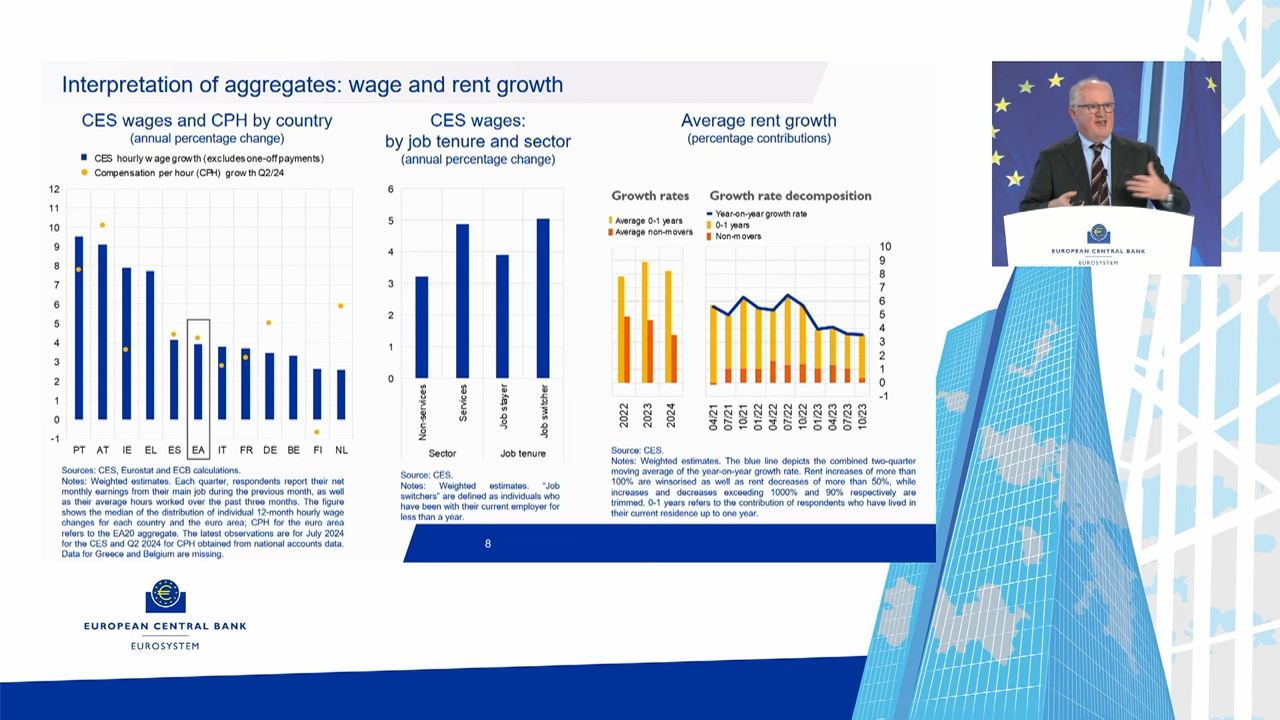 Interpretation of aggregates: wage and rent growth
CES wages and CPH by country
(annual percentage change)
CES hourly wage growth (excludes one-off payments)
Compensation per hour (CPH) growth Q2/24
12
11
10
9
8
7
6
5
4
3
2
1
0
-1
PT AT IE EL ES EA IT FR DE BE FI NL
Sources: CES, Eurostat and ECB calculations.
Notes: Weighted estimates. Each quarter, respondents report their net
monthly earnings from their main job during the previous month, as well
as their average hours worked over the past three months. The figure
shows the median of the distribution of individual 12-month hourly wage
changes for each country and the euro area; CPH for the euro area
refers to the EA20 aggregate. The latest observations are for July 2024
for the CES and Q2 2024 for CPH obtained from national accounts data.
Data for Greece and Belgium are missing.
CES wages:
by job tenure and sector
(annual percentage change)
6
5
4
3
2
1
0
Non-services
Services
Job stayer
Job switcher
Sector
Job tenure
Source: CES.
Notes: Weighted estimates. "Job
switchers" are defined as individuals who
have been with their current employer for
less than a year.
Average rent growth
(percentage contributions)
Growth rates
Average 0-1 years
Average non-movers
2022
2023
2024
Growth rate decomposition
Year-on-year growth rate
0-1 years
Non-movers
10
9
8
7
6
5
4
3
2
1
0
-1
04/21
07/21
10/21
01/22
04/22
07/22
10/22
01/23
04/23
07/23
10/23
Source: CES.
Notes: Weighted estimates. The blue line depicts the combined two-quarter
moving average of the year-on-year growth rate. Rent increases of more than
100% are winsorised as well as rent decreases of more than 50%, while
increases and decreases exceeding 1000% and 90% respectively are
trimmed. 0-1 years refers to the contribution of respondents who have lived in
their current residence up to one year.
8
EUROPEAN CENTRAL BANK
EUROSYSTEM
EUROPEAN CENTRAL BANK
EUROSYSTEM